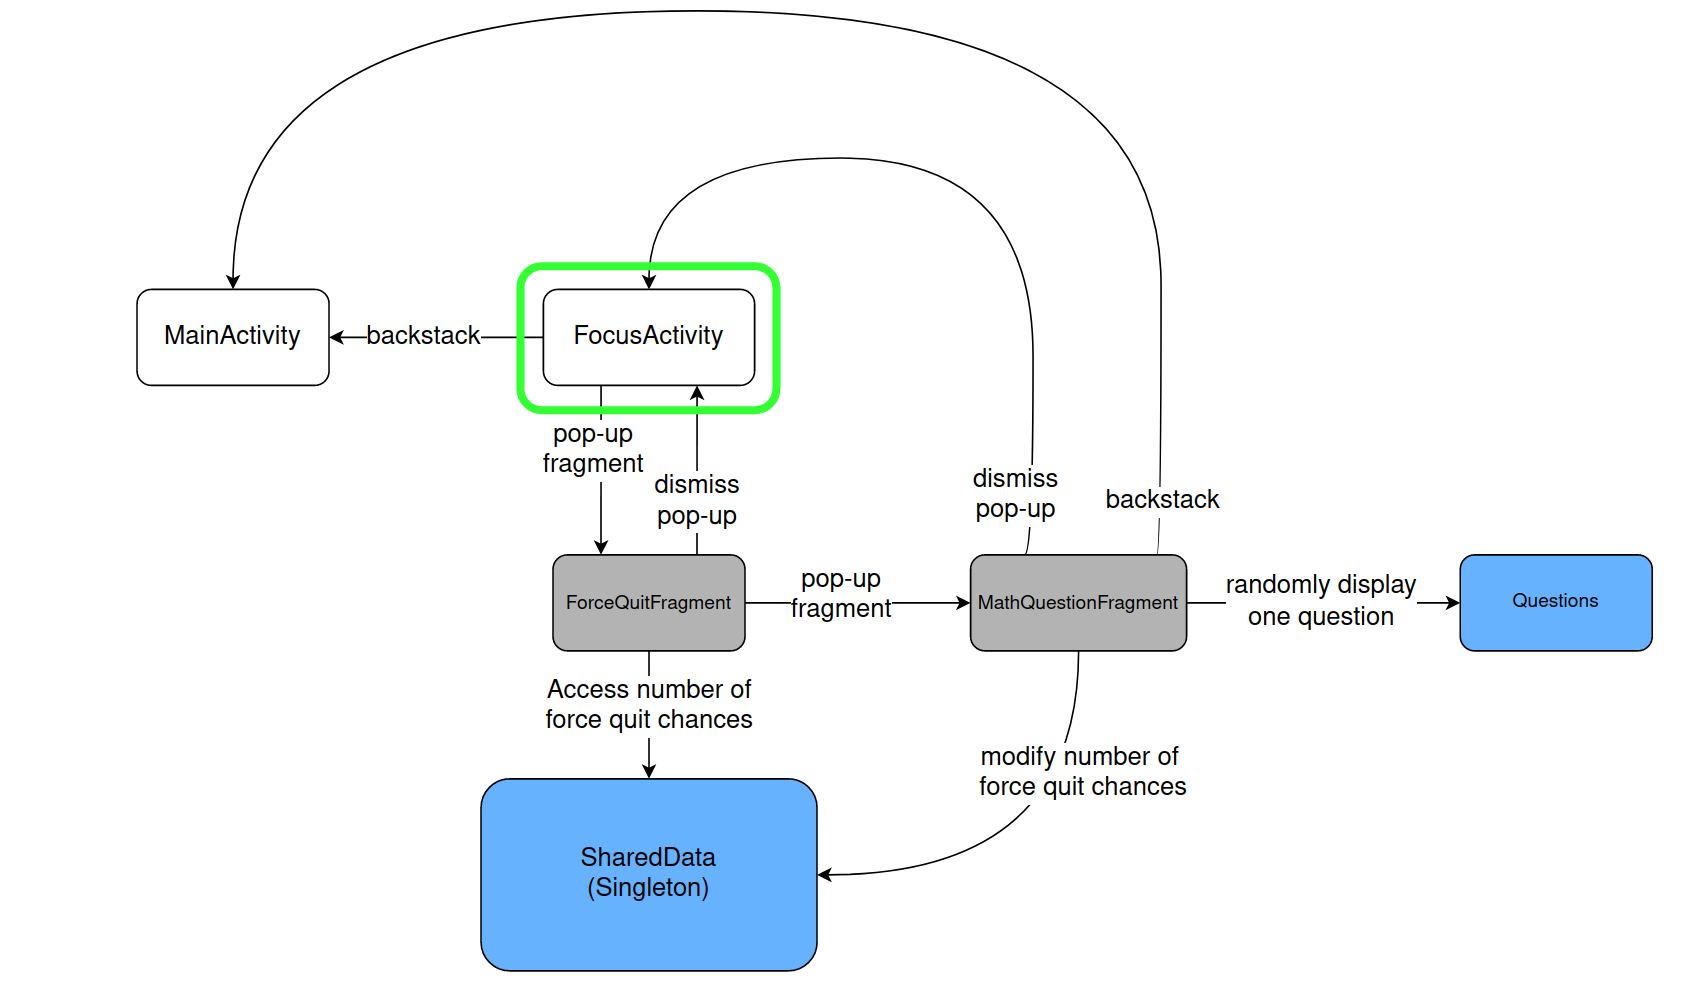 MainActivity
backstack
FocusActivity
pop-up
fragment
dismiss
pop-up
dismiss
pop-up
backstack
ForceQuitFragment
pop-up
fragment
MathQuestionFragment
randomly display
one question
Questions
Access number of
force quit chances
modify number of
force quit chances
SharedData
(Singleton)